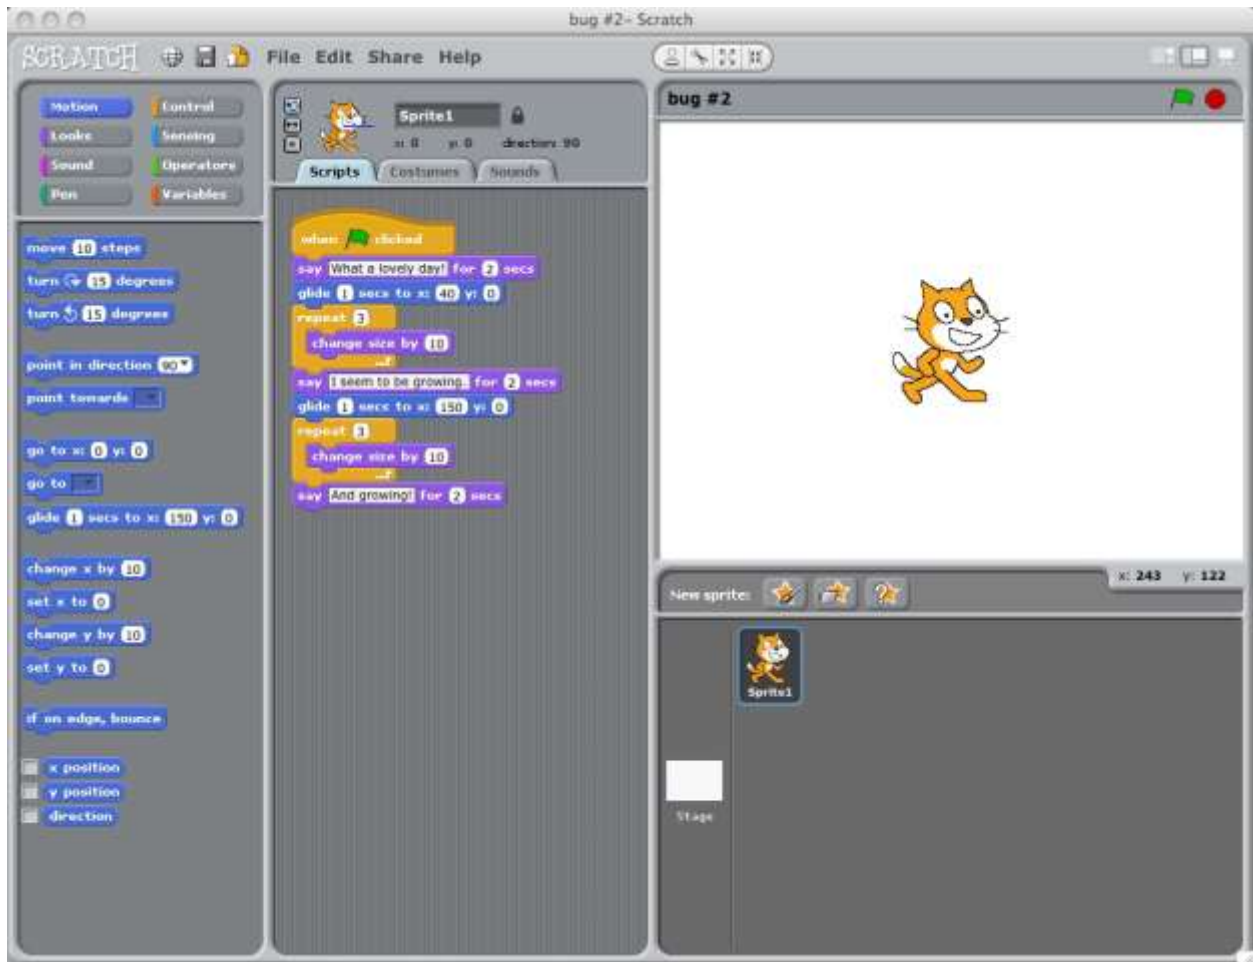 bug #2– Scratch
SCRATCH File Edit Share Help
Motion Control
Looks Sensing
Sound Operators
Pen Variables
Sprite1
x: 0 y: 0 direction: 90
Scripts Costumes Sounds
move 10 steps
turn 15 degrees
turn 15 degrees
point in direction 90
point towards
go to x: 0 y: 0
go to
glide 1 secs to x: 150 y: 0
change x by 10
set x to 0
change y by 10
set y to 0
if on edge, bounce
x position
y position
direction
when clicked
say What a lovely day! for 2 secs
glide 1 secs to x: 40 y: 0
repeat 3
change size by 10
say I seem to be growing.. for 2 secs
glide 1 secs to x: 150 y: 0
repeat 3
change size by 10
say And growing! for 2 secs
bug #2
x: 243 y: 122
New sprite:
Sprite1
Stage